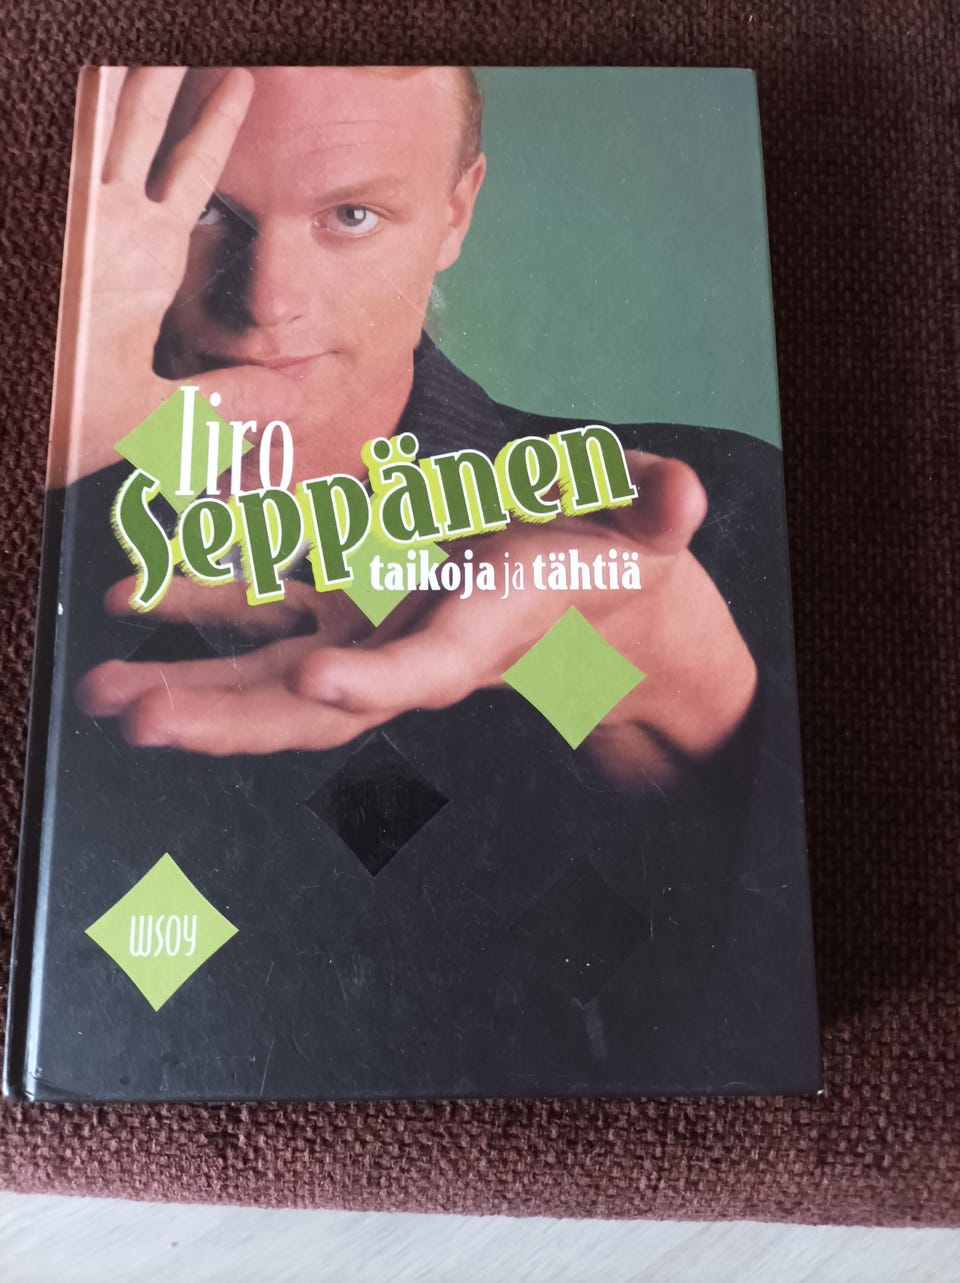 Iiro
Seppänen
taikoja ja tähtiä
WSOY